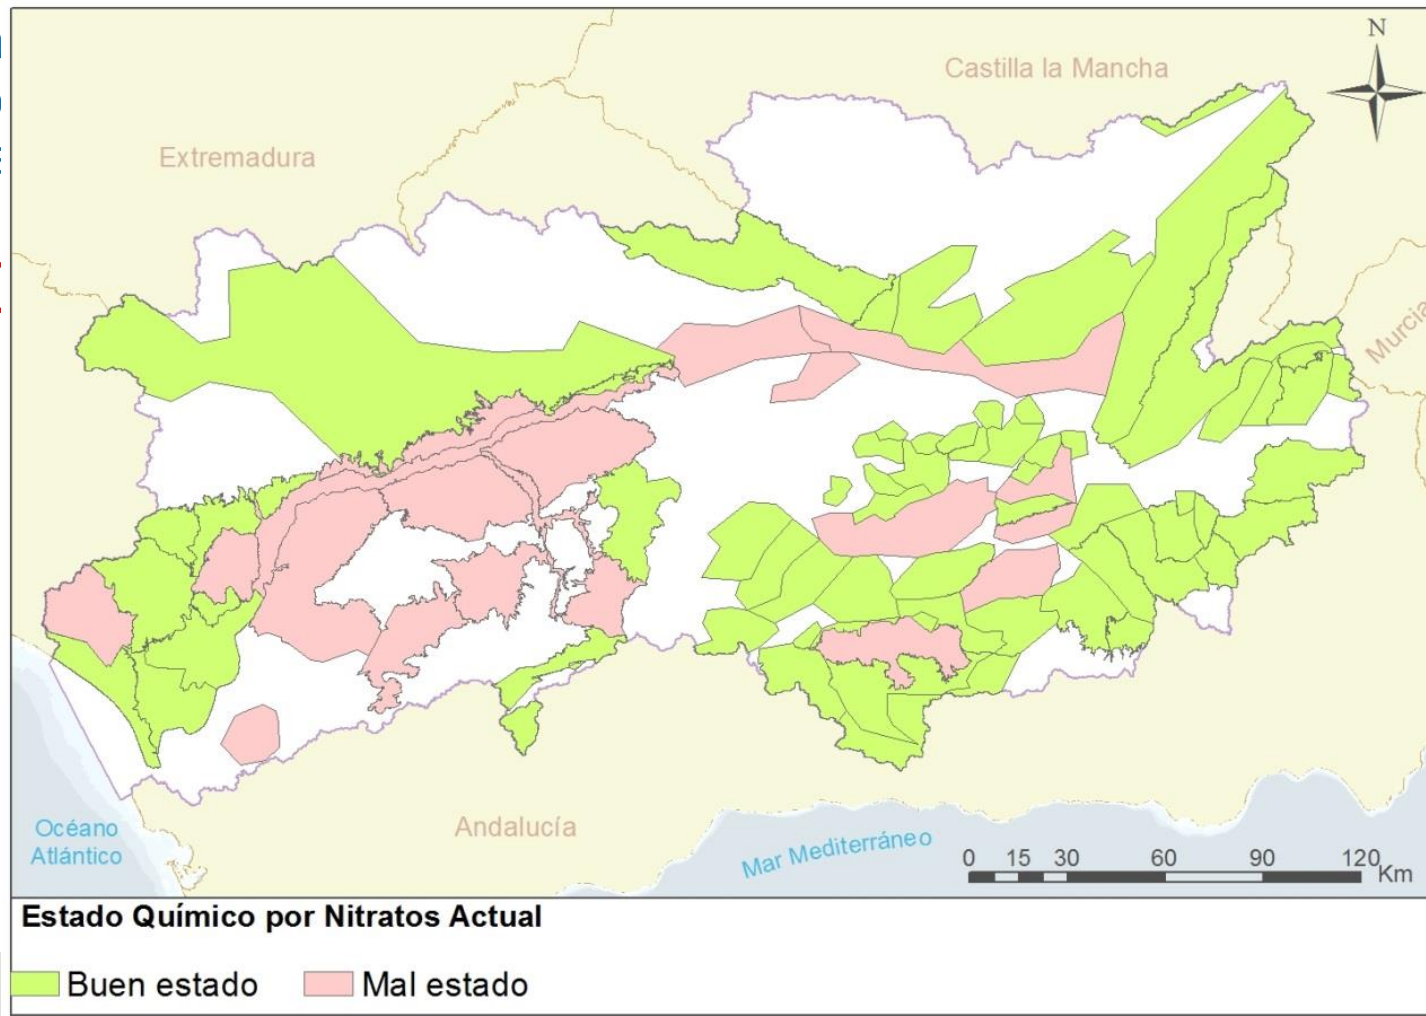 N
Castilla la Mancha
Extremadura
Murcia
Océano
Atlántico
Andalucía
Mar Mediterráneo
0 15 30 60 90 120 Km
Estado Químico por Nitratos Actual
Buen estado
Mal estado